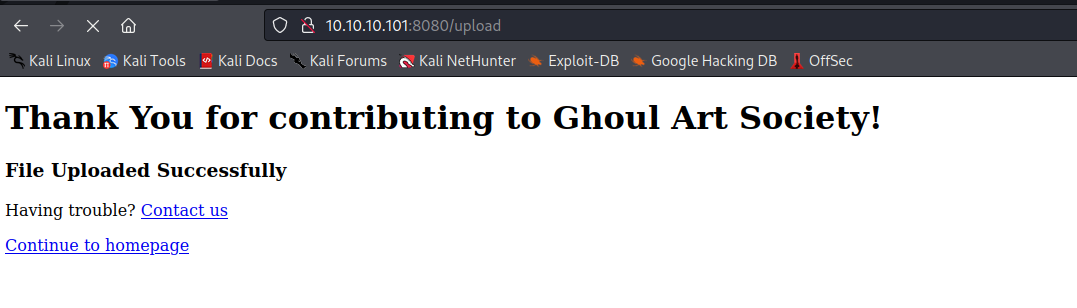 10.10.10.101:8080/upload
Kali Linux Kali Tools Kali Docs Kali Forums Kali NetHunter Exploit-DB Google Hacking DB OffSec
Thank You for contributing to Ghoul Art Society!
File Uploaded Successfully
Having trouble? Contact us
Continue to homepage